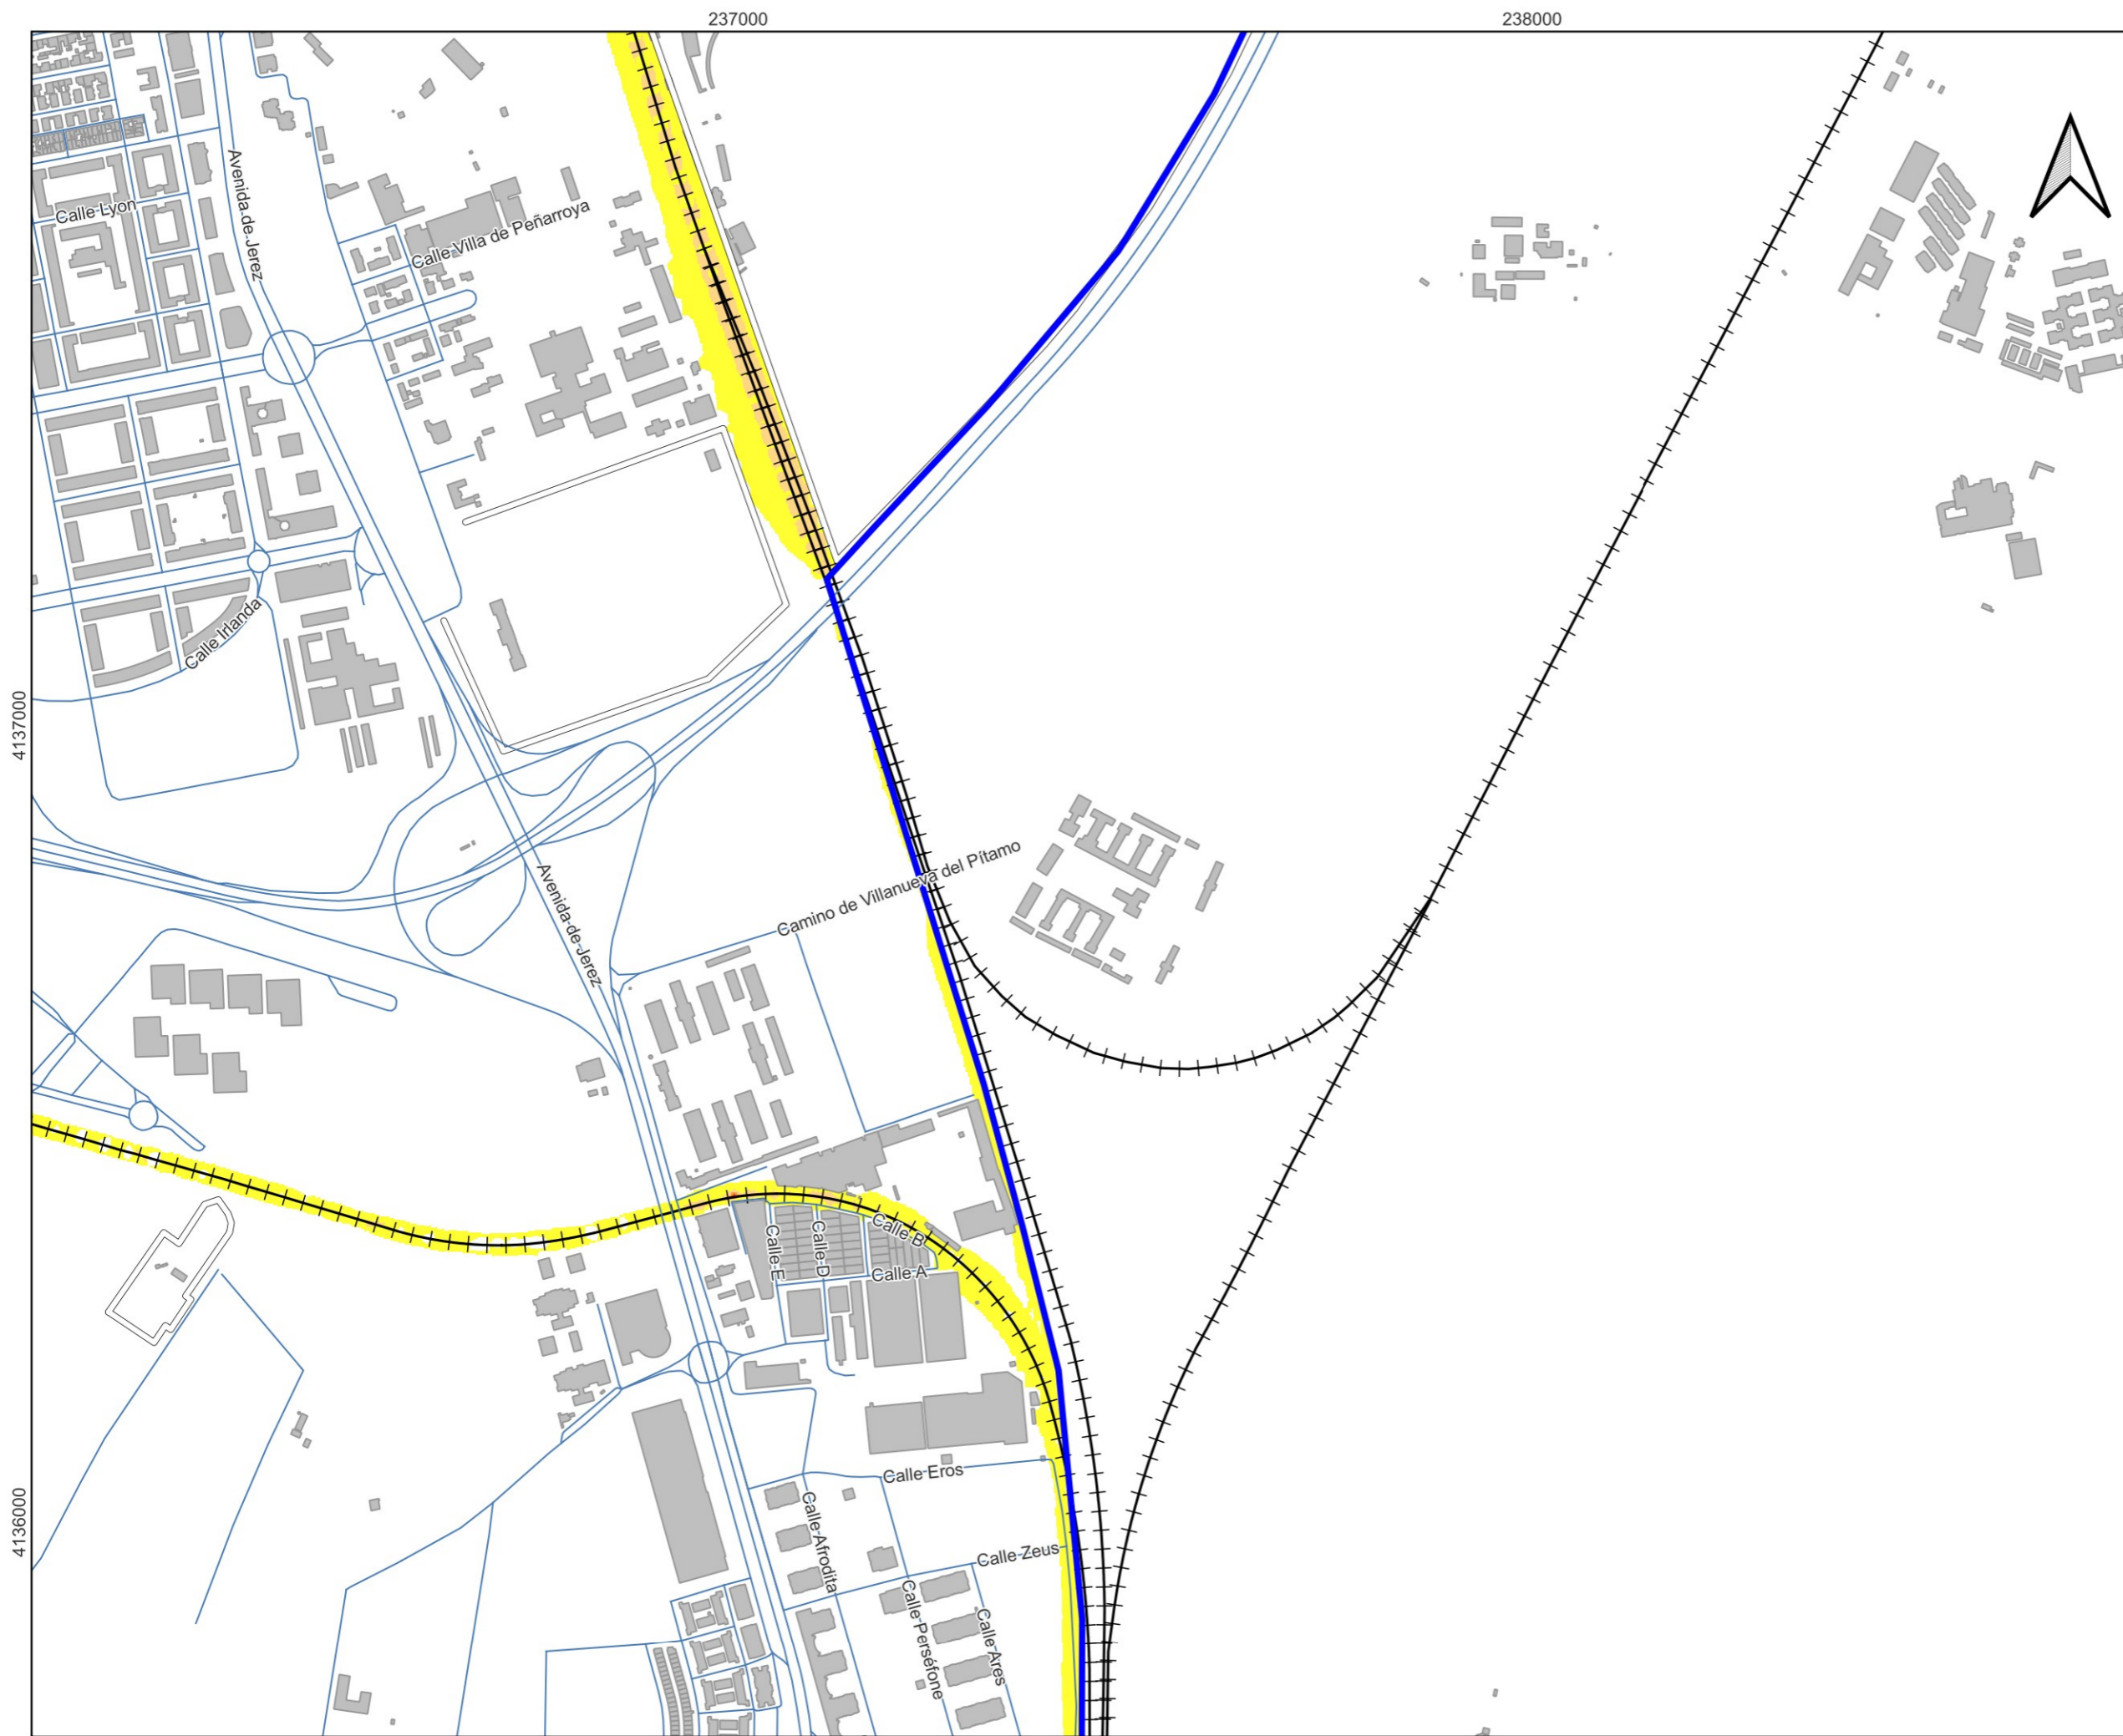 237000
238000
Avenida de Jerez
Calle Lyon
Calle Villa de Peñarroya
Calle Irlanda
4137000
Camino de Villanueva del Pítamo
Avenida de Jerez
Calle B
Calle E
Calle D
Calle A
Calle Eros
4136000
Calle Afrodita
Calle Zeus
Calle Perséfone
Calle Ares